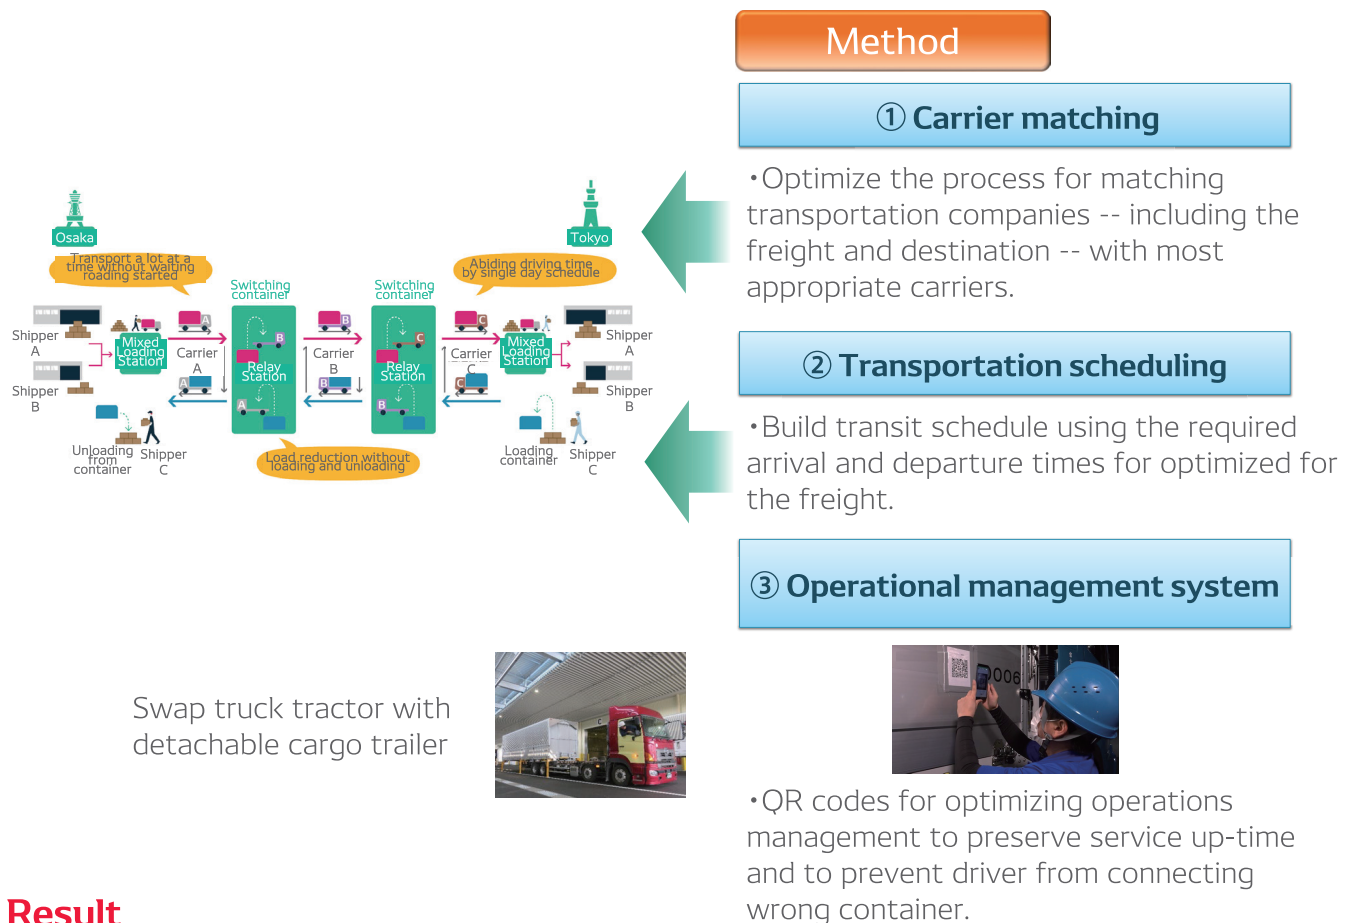 Method
① Carrier matching
・Optimize the process for matching
transportation companies -- including the
freight and destination -- with most
appropriate carriers.
② Transportation scheduling
・Build transit schedule using the required
arrival and departure times for optimized for
the freight.
③ Operational management system
0066
・QR codes for optimizing operations
management to preserve service up-time
and to prevent driver from connecting
wrong container.
Osaka
Tokyo
Transport a lot at a
time without waiting
roading started
Abiding driving time
by single day schedule
Switching
container
Switching
container
Shipper
A
Shipper
B
Mixed
Loading
Station
A
Carrier
A
A
B
Relay
Station
A
B
Carrier
B
B
C
Relay
Station
B
C
Carrier
C
C
Mixed
Loading
Station
Shipper
A
Shipper
B
Unloading
from
container
Shipper
C
Load reduction without
loading and unloading
Loading
container
Shipper
C
Swap truck tractor with
detachable cargo trailer
C
Result